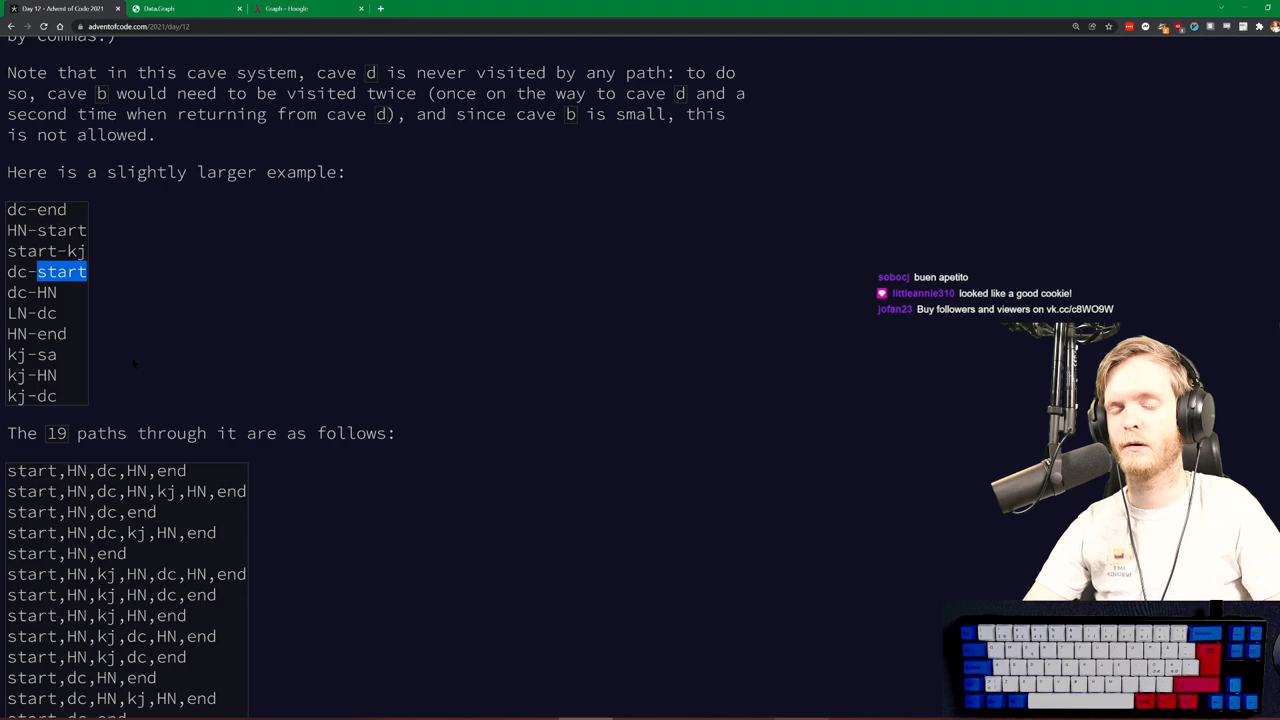 Day 12 - Advent of Code 2021
Data.Graph
Graph - Hoogle
adventofcode.com/2021/day/12
by commas.)
Note that in this cave system, cave d is never visited by any path: to do
so, cave b would need to be visited twice (once on the way to cave d and a
second time when returning from cave d), and since cave b is small, this
is not allowed.
Here is a slightly larger example:
dc-end
HN-start
start-kj
dc-start
dc-HN
LN-dc
HN-end
kj-sa
kj-HN
kj-dc
The 19 paths through it are as follows:
start,HN,dc,HN,end
start,HN,dc,HN,kj,HN,end
start,HN,dc,end
start,HN,dc,kj,HN,end
start,HN,end
start,HN,kj,HN,dc,HN,end
start,HN,kj,HN,dc,end
start,HN,kj,HN,end
start,HN,kj,dc,HN,end
start,HN,kj,dc,end
start,dc,HN,end
start,dc,HN,kj,HN,end
start,dc,end
sobocj buen apetito
littleannie310 looked like a good cookie!
jofan23 Buy followers and viewers on vk.cc/c8WO9W